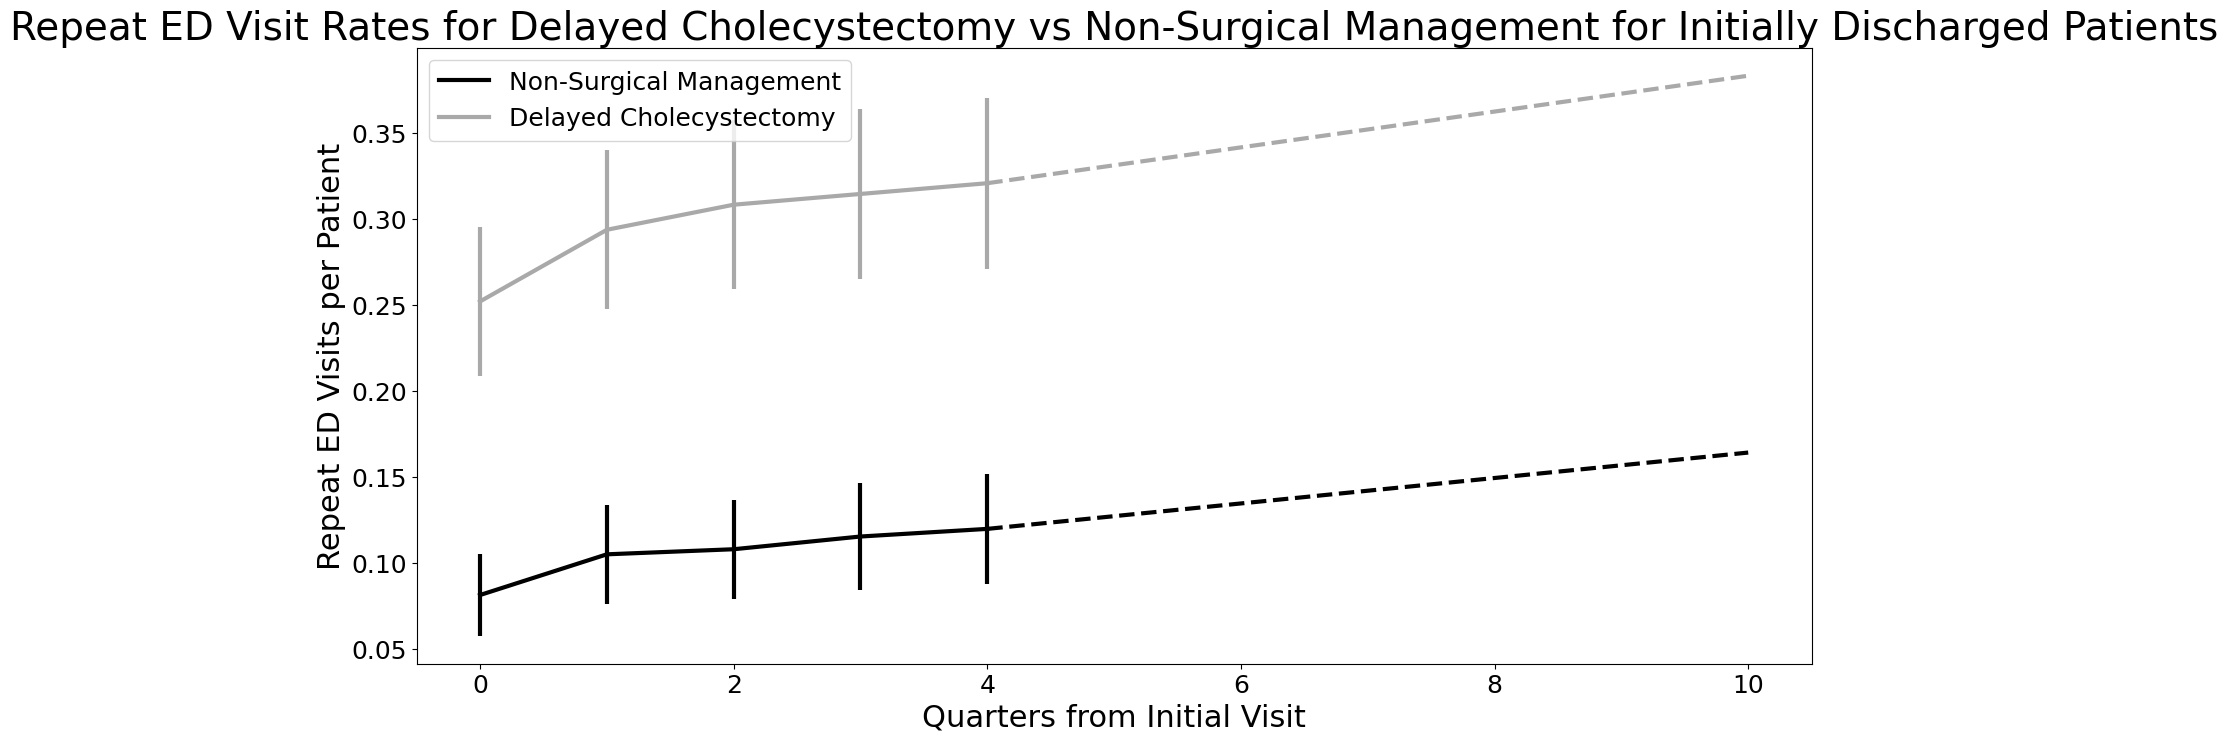 Repeat ED Visit Rates for Delayed Cholecystectomy vs Non-Surgical Management for Initially Discharged Patients
Non-Surgical Management
Delayed Cholecystectomy
Repeat ED Visits per Patient
0.35
0.30
0.25
0.20
0.15
0.10
0.05
0 2 4 6 8 10
Quarters from Initial Visit